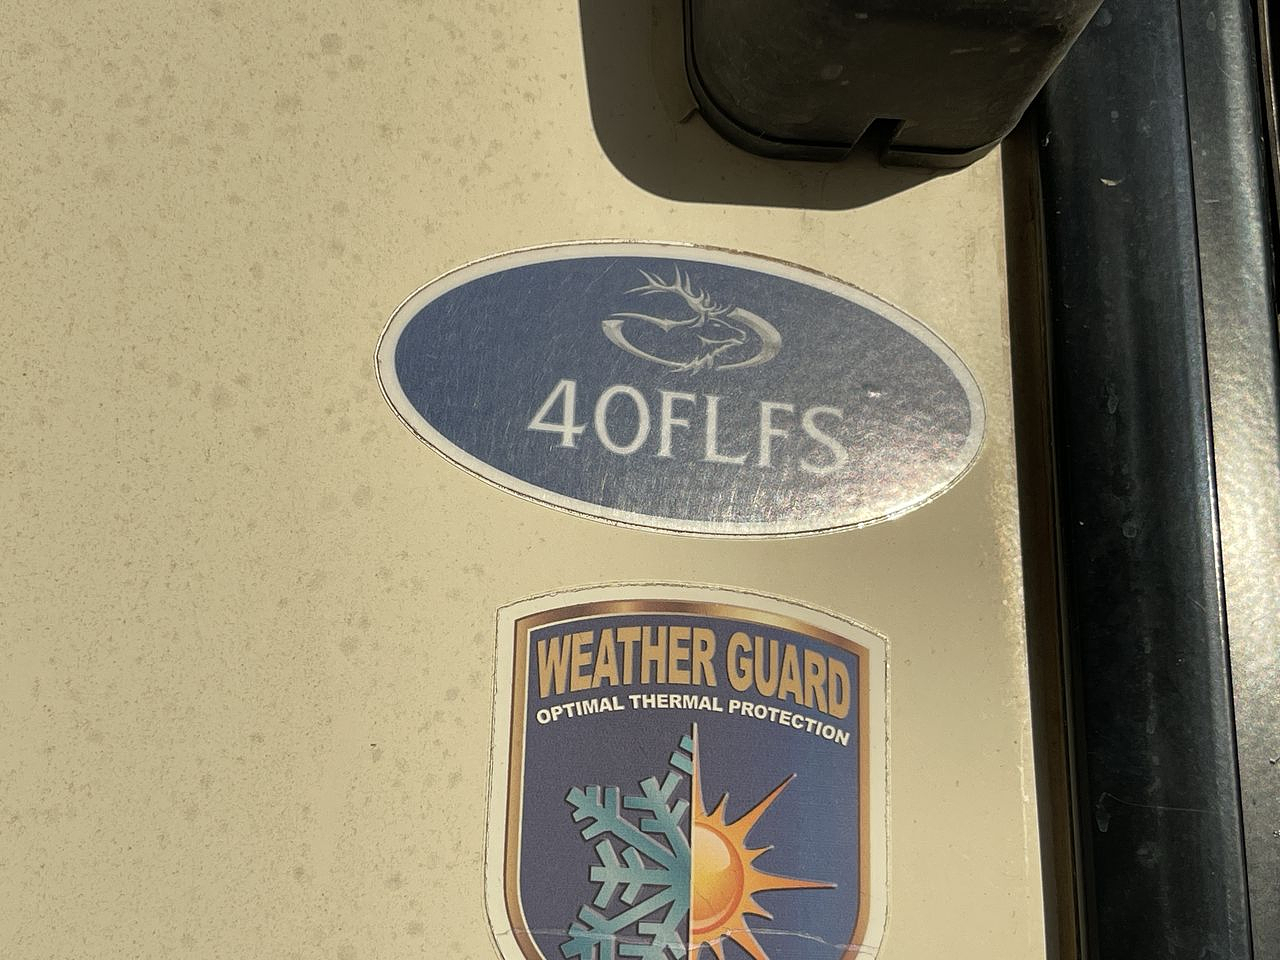 40FLFS
WEATHER GUARD
OPTIMAL THERMAL PROTECTION